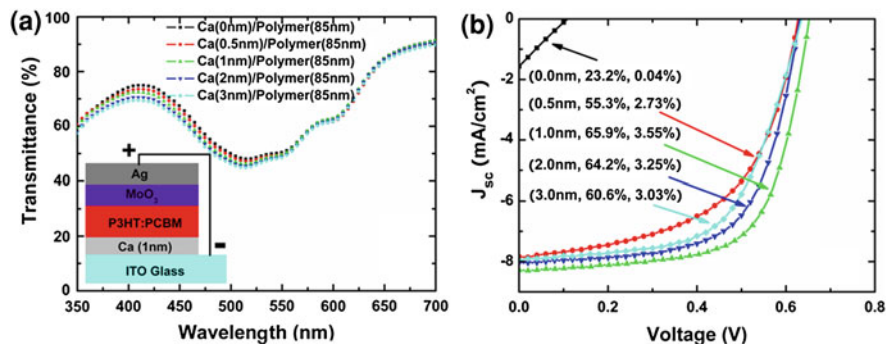 (a)
Ca(0nm)/Polymer(85nm)
Ca(0.5nm)/Polymer(85nm)
Ca(1nm)/Polymer(85nm)
Ca(2nm)/Polymer(85nm)
Ca(3nm)/Polymer(85nm)
Transmittance (%)
100
80
60
40
20
0
+
Ag
MoO3
P3HT:PCBM
Ca (1nm)
ITO Glass
-
350 400 450 500 550 600 650 700
Wavelength (nm)
(b)
0
-2
-4
-6
-8
Jsc (mA/cm²)
(0.0nm, 23.2%, 0.04%)
(0.5nm, 55.3%, 2.73%)
(1.0nm, 65.9%, 3.55%)
(2.0nm, 64.2%, 3.25%)
(3.0nm, 60.6%, 3.03%)
0.0 0.2 0.4 0.6 0.8
Voltage (V)